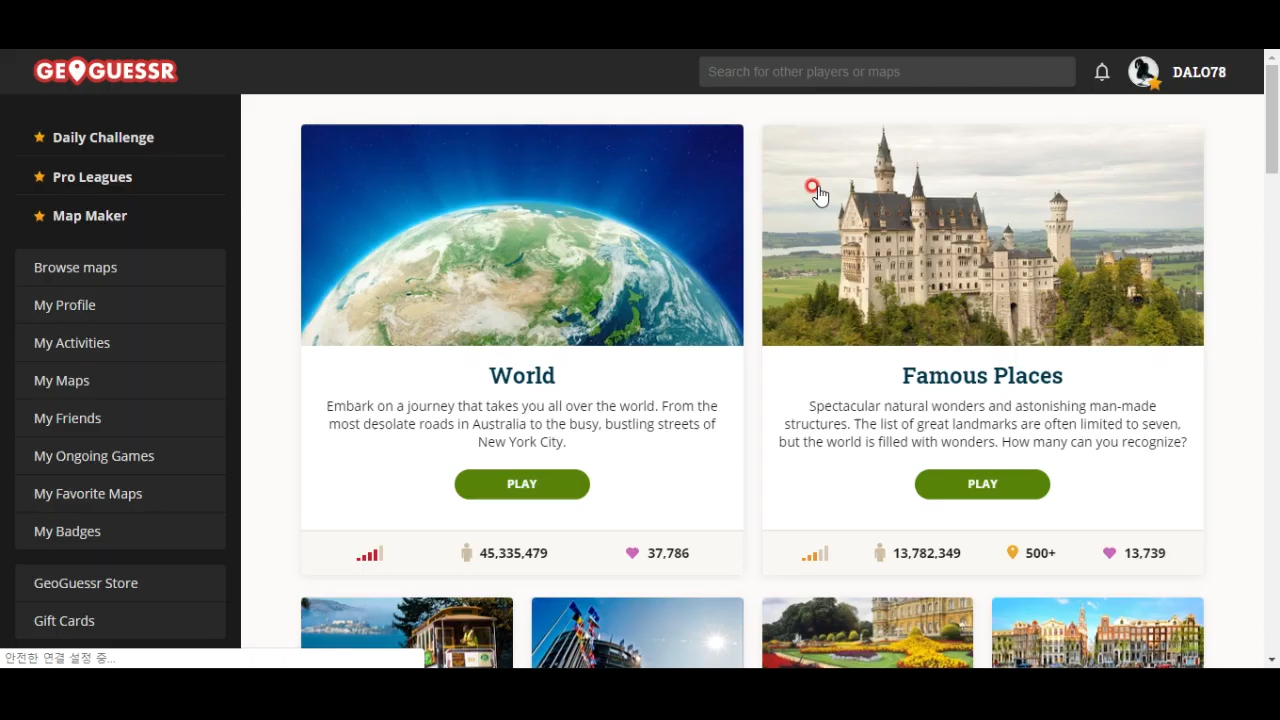 GEOGUESSR
Search for other players or maps
DALO78
Daily Challenge
Pro Leagues
Map Maker
Browse maps
My Profile
My Activities
My Maps
My Friends
My Ongoing Games
My Favorite Maps
My Badges
GeoGuessr Store
Gift Cards
안전한 연결 설정 중...
World
Embark on a journey that takes you all over the world. From the
most desolate roads in Australia to the busy, bustling streets of
New York City.
PLAY
45,335,479
37,786
Famous Places
Spectacular natural wonders and astonishing man-made
structures. The list of great landmarks are often limited to seven,
but the world is filled with wonders. How many can you recognize?
PLAY
13,782,349
500+
13,739